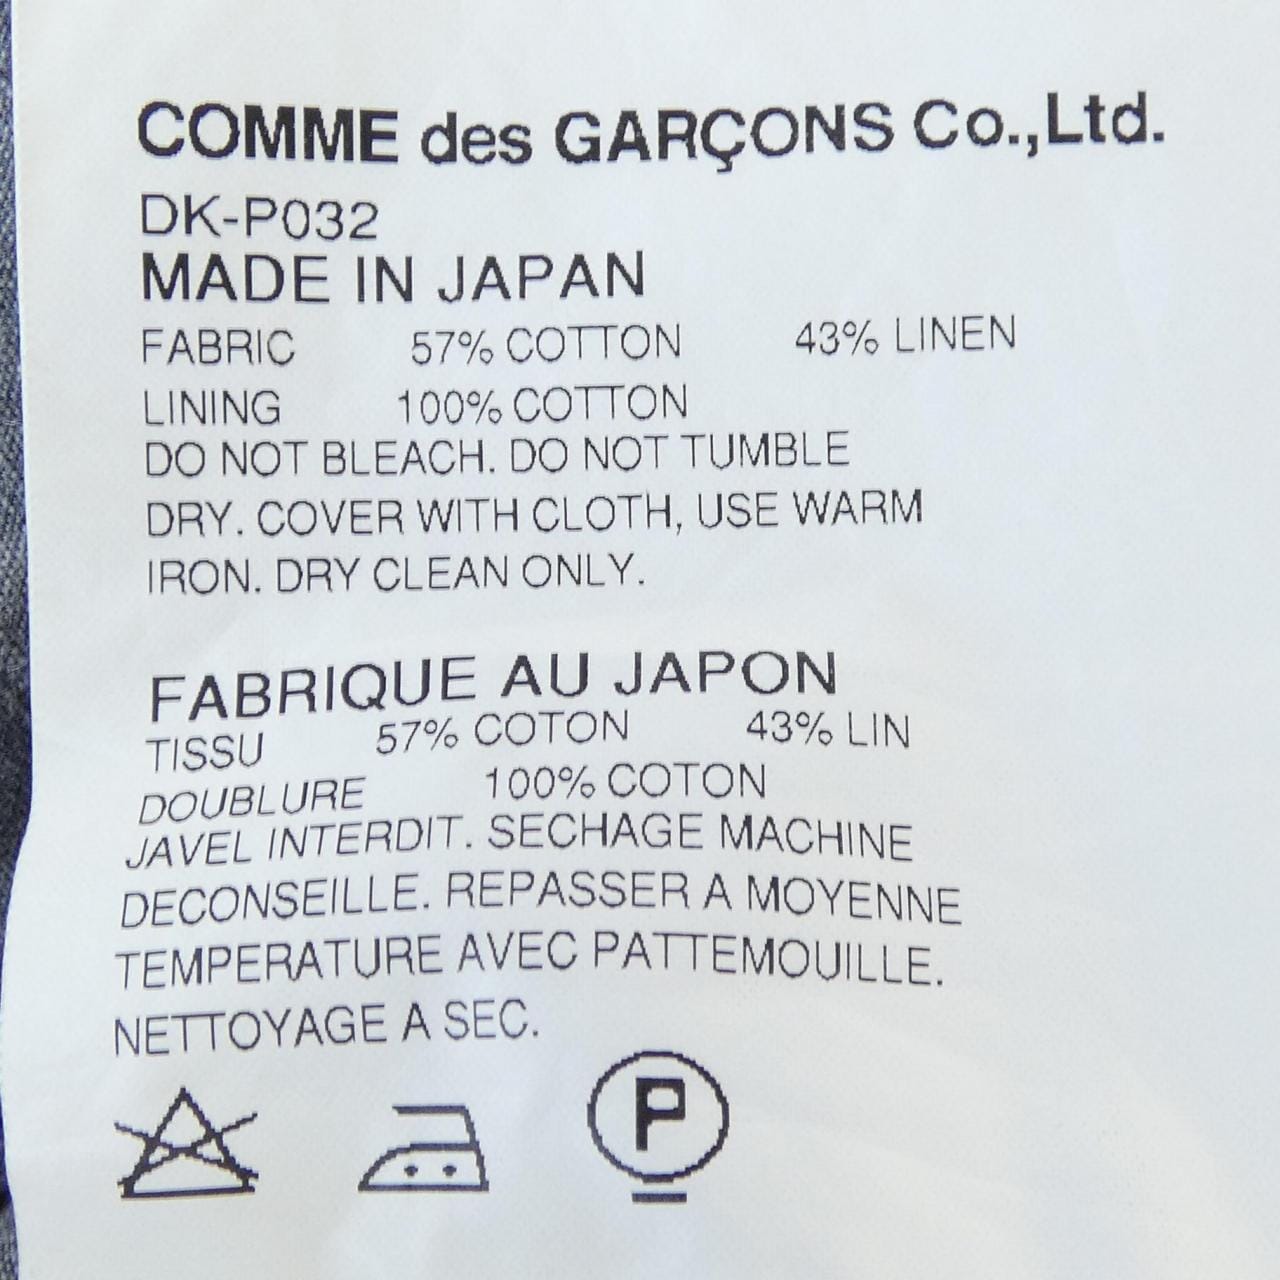 COMME des GARÇONS Co.,Ltd.
DK-P032
MADE IN JAPAN
FABRIC 57% COTTON 43% LINEN
LINING 100% COTTON
DO NOT BLEACH. DO NOT TUMBLE
DRY. COVER WITH CLOTH, USE WARM
IRON. DRY CLEAN ONLY.
FABRIQUE AU JAPON
TISSU 57% COTON 43% LIN
DOUBLURE 100% COTON
JAVEL INTERDIT. SECHAGE MACHINE
DECONSEILLE. REPASSER A MOYENNE
TEMPERATURE AVEC PATTEMOUILLE.
NETTOYAGE A SEC.
P